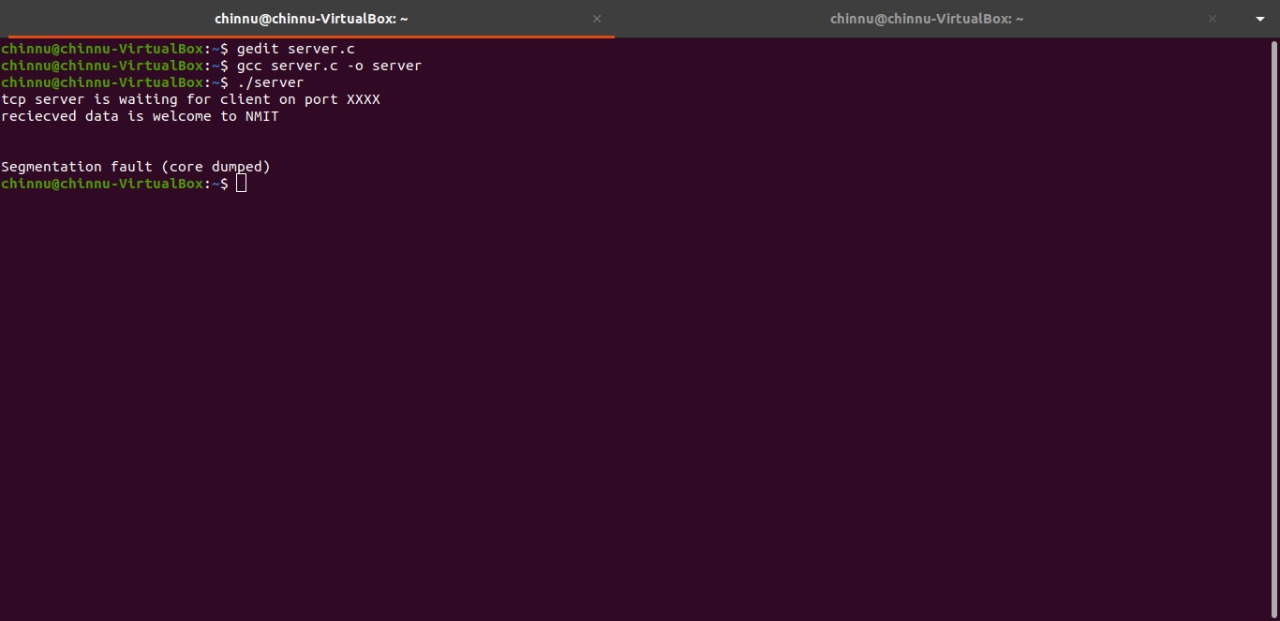 chinnu@chinnu-VirtualBox: ~
chinnu@chinnu-VirtualBox: ~
chinnu@chinnu-VirtualBox:~$ gedit server.c
chinnu@chinnu-VirtualBox:~$ gcc server.c -o server
chinnu@chinnu-VirtualBox:~$ ./server
tcp server is waiting for client on port XXXX
reciecved data is welcome to NMIT
Segmentation fault (core dumped)
chinnu@chinnu-VirtualBox:~$